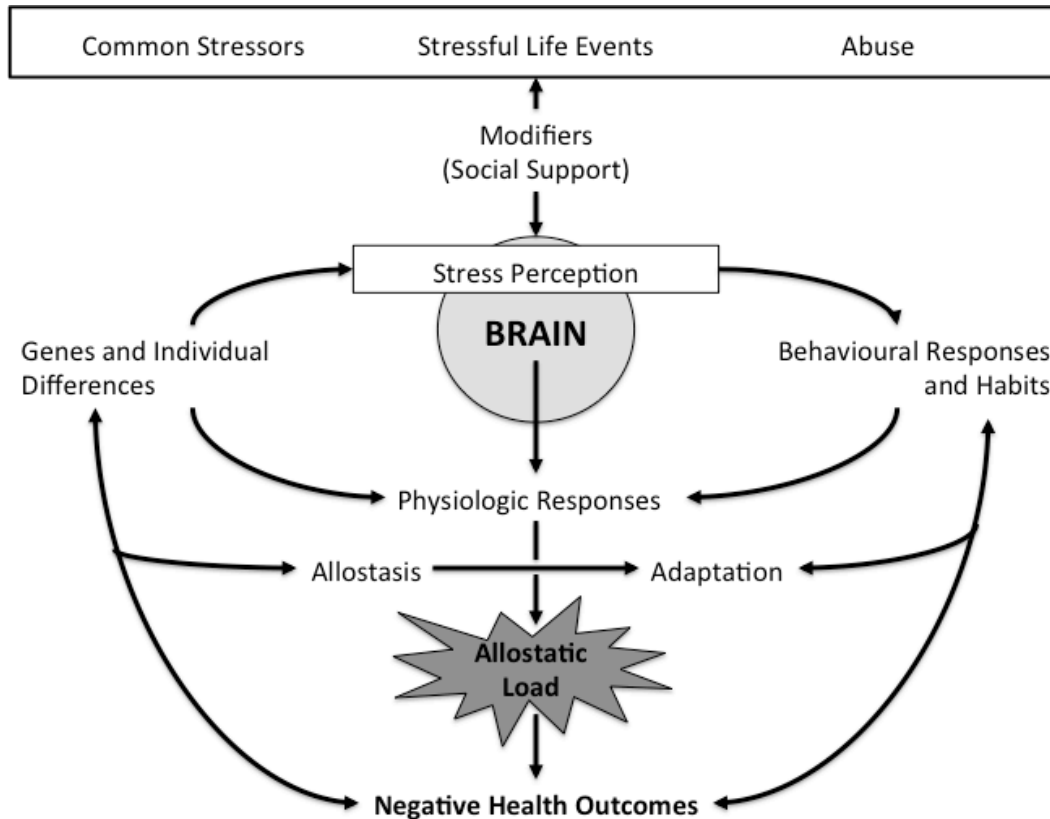 Common Stressors Stressful Life Events Abuse
Modifiers
(Social Support)
Stress Perception
BRAIN
Genes and Individual
Differences
Behavioural Responses
and Habits
Physiologic Responses
Allostasis Adaptation
Allostatic
Load
Negative Health Outcomes